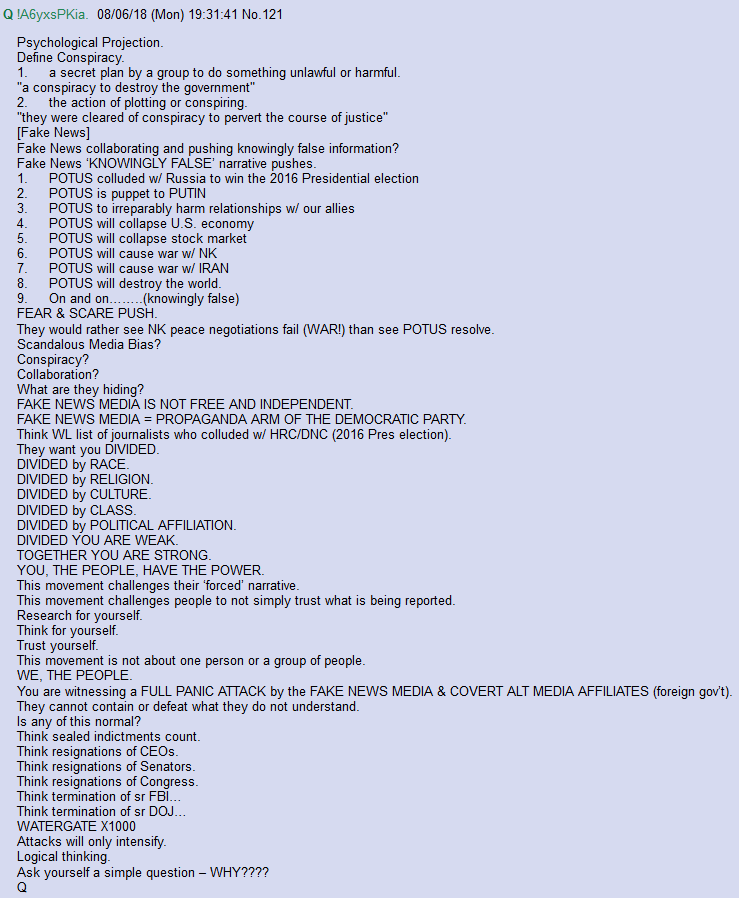 Q !A6yxsPKia. 08/06/18 (Mon) 19:31:41 No.121
Psychological Projection.
Define Conspiracy.
1. a secret plan by a group to do something unlawful or harmful.
"a conspiracy to destroy the government"
2. the action of plotting or conspiring.
"they were cleared of conspiracy to pervert the course of justice"
[Fake News]
Fake News collaborating and pushing knowingly false information?
Fake News ‘KNOWINGLY FALSE’ narrative pushes.
1. POTUS colluded w/ Russia to win the 2016 Presidential election
2. POTUS is puppet to PUTIN
3. POTUS to irreparably harm relationships w/ our allies
4. POTUS will collapse U.S. economy
5. POTUS will collapse stock market
6. POTUS will cause war w/ NK
7. POTUS will cause war w/ IRAN
8. POTUS will destroy the world.
9. On and on……..(knowingly false)
FEAR & SCARE PUSH.
They would rather see NK peace negotiations fail (WAR!) than see POTUS resolve.
Scandalous Media Bias?
Conspiracy?
Collaboration?
What are they hiding?
FAKE NEWS MEDIA IS NOT FREE AND INDEPENDENT.
FAKE NEWS MEDIA = PROPAGANDA ARM OF THE DEMOCRATIC PARTY.
Think WL list of journalists who colluded w/ HRC/DNC (2016 Pres election).
They want you DIVIDED.
DIVIDED by RACE.
DIVIDED by RELIGION.
DIVIDED by CULTURE.
DIVIDED by CLASS.
DIVIDED by POLITICAL AFFILIATION.
DIVIDED YOU ARE WEAK.
TOGETHER YOU ARE STRONG.
YOU, THE PEOPLE, HAVE THE POWER.
This movement challenges their ‘forced’ narrative.
This movement challenges people to not simply trust what is being reported.
Research for yourself.
Think for yourself.
Trust yourself.
This movement is not about one person or a group of people.
WE, THE PEOPLE.
You are witnessing a FULL PANIC ATTACK by the FAKE NEWS MEDIA & COVERT ALT MEDIA AFFILIATES (foreign gov’t).
They cannot contain or defeat what they do not understand.
Is any of this normal?
Think sealed indictments count.
Think resignations of CEOs.
Think resignations of Senators.
Think resignations of Congress.
Think termination of sr FBI…
Think termination of sr DOJ…
WATERGATE X1000
Attacks will only intensify.
Logical thinking.
Ask yourself a simple question – WHY????
Q